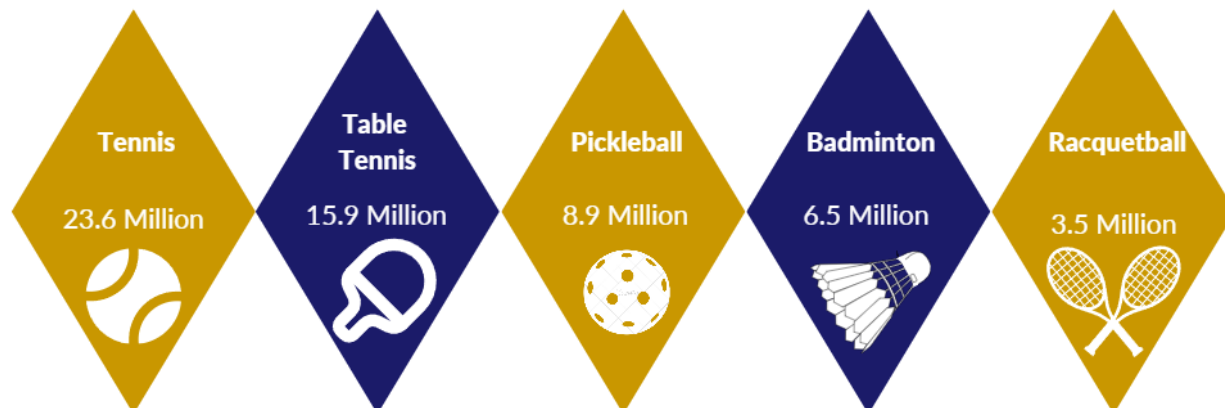 Tennis
23.6 Million
Table
Tennis
15.9 Million
Pickleball
8.9 Million
Badminton
6.5 Million
Racquetball
3.5 Million